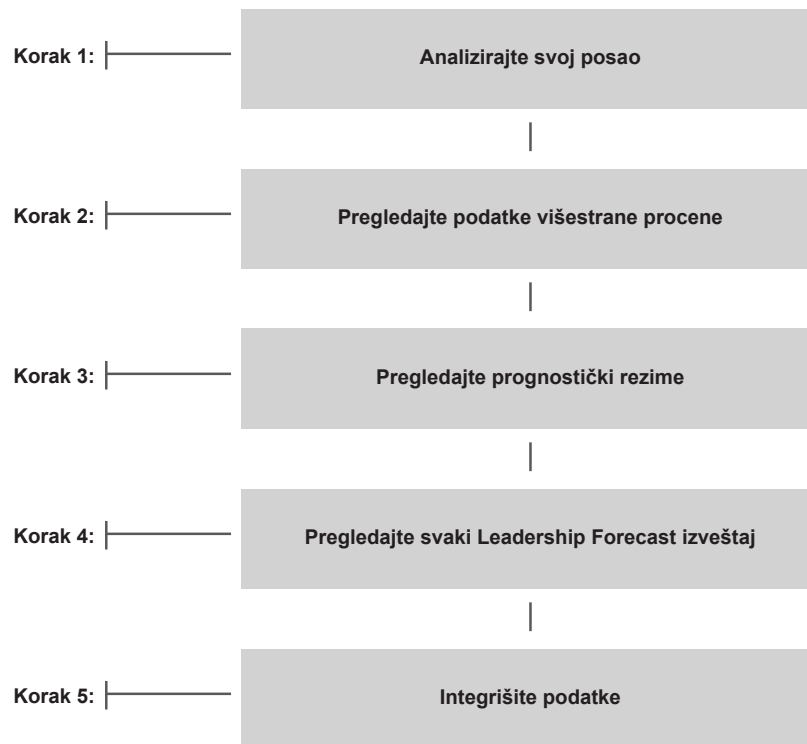 Korak 1: Analizirajte svoj posao
Korak 2: Pregledajte podatke višestrane procene
Korak 3: Pregledajte prognostički rezime
Korak 4: Pregledajte svaki Leadership Forecast izveštaj
Korak 5: Integrišite podatke